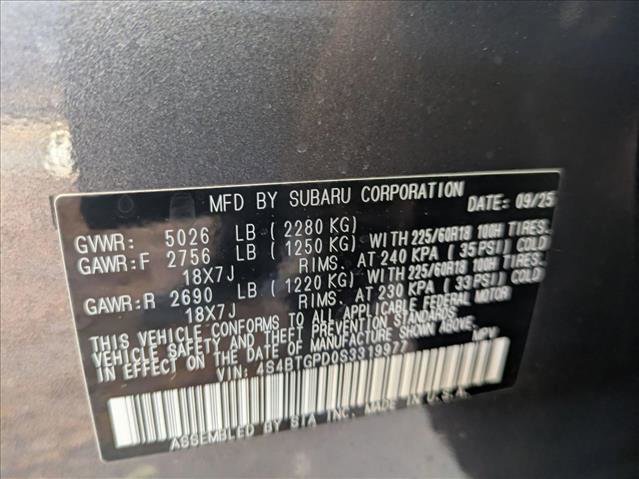 MFD BY SUBARU CORPORATION DATE: 09/25
GVWR: 5026 LB (2280 KG)
GAWR:F 2756 LB (1250 KG) WITH 225/60R18 100H TIRES,
18X7J RIMS, AT 240 KPA (35 PSI) COLD
GAWR:R 2690 LB (1220 KG) WITH 225/60R18 100H TIRES,
18X7J RIMS, AT 230 KPA (33 PSI) COLD
THIS VEHICLE CONFORMS TO ALL APPLICABLE FEDERAL MOTOR
VEHICLE SAFETY AND THEFT PREVENTION STANDARDS
IN EFFECT ON THE DATE OF MANUFACTURE SHOWN ABOVE.
VIN: 4S4BTGPD0S3319977 MPV
ASSEMBLED BY SIA INC. MADE IN U.S.A.